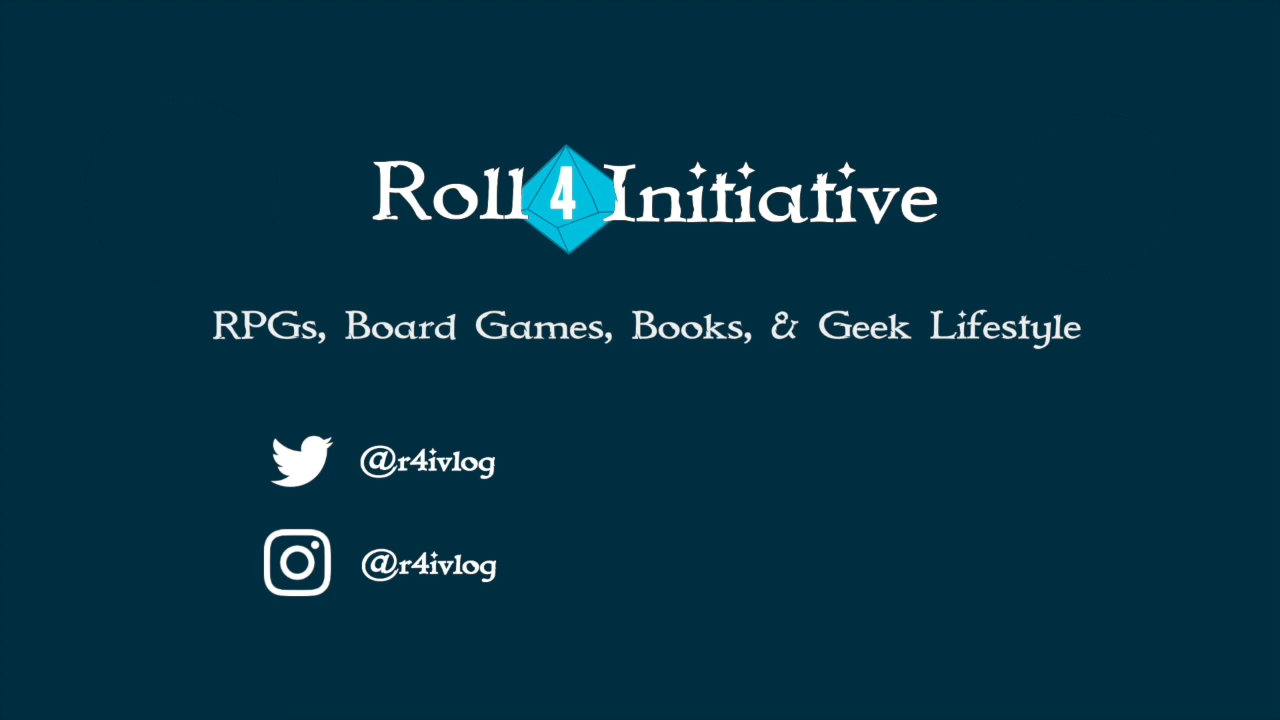 Roll 4 Initiative
RPGs, Board Games, Books, & Geek Lifestyle
@r4ivlog
@r4ivlog